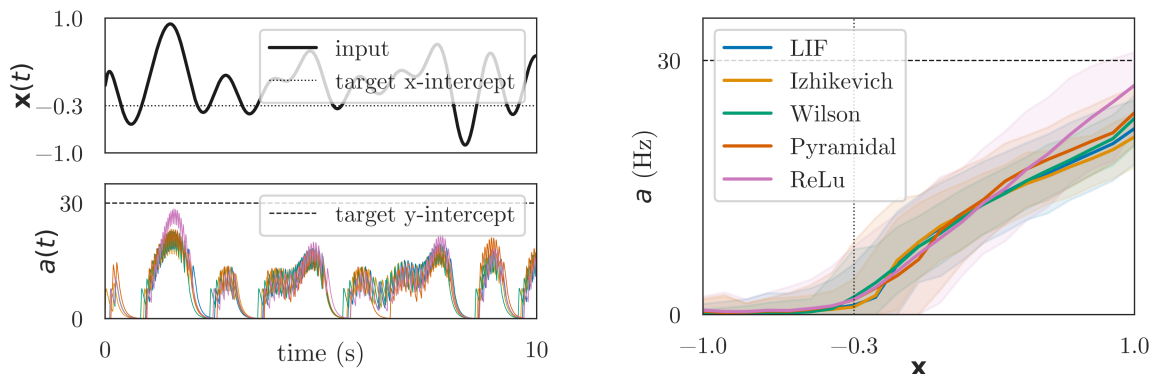 1.0
x(t)
−0.3
−1.0
input
target x-intercept
30
a(t)
0
target y-intercept
0
time (s)
10
30
a (Hz)
0
LIF
Izhikevich
Wilson
Pyramidal
ReLu
−1.0
−0.3
1.0
x